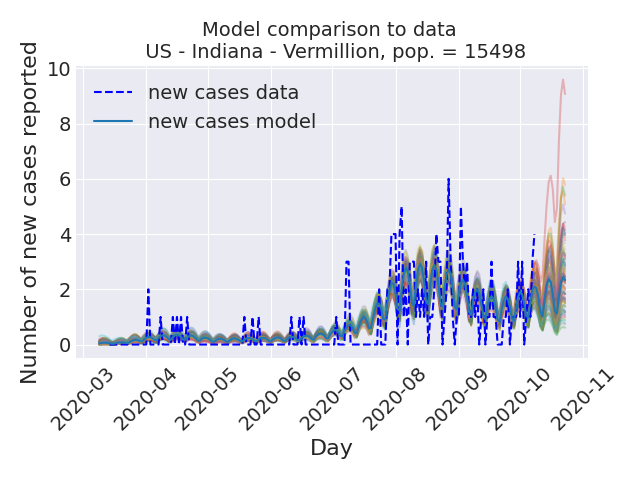 Model comparison to data
US - Indiana - Vermillion, pop. = 15498
Number of new cases reported
10
8
6
4
2
0
new cases data
new cases model
2020-03
2020-04
2020-05
2020-06
2020-07
2020-08
2020-09
2020-10
2020-11
Day